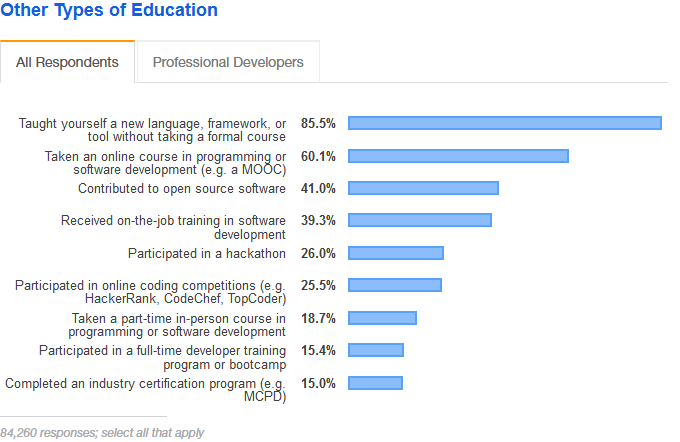 Other Types of Education
All Respondents
Professional Developers
Taught yourself a new language, framework, or
tool without taking a formal course
85.5%
Taken an online course in programming or
software development (e.g. a MOOC)
60.1%
Contributed to open source software
41.0%
Received on-the-job training in software
development
39.3%
Participated in a hackathon
26.0%
Participated in online coding competitions (e.g.
HackerRank, CodeChef, TopCoder)
25.5%
Taken a part-time in-person course in
programming or software development
18.7%
Participated in a full-time developer training
program or bootcamp
15.4%
Completed an industry certification program (e.g.
MCPD)
15.0%
84,260 responses; select all that apply